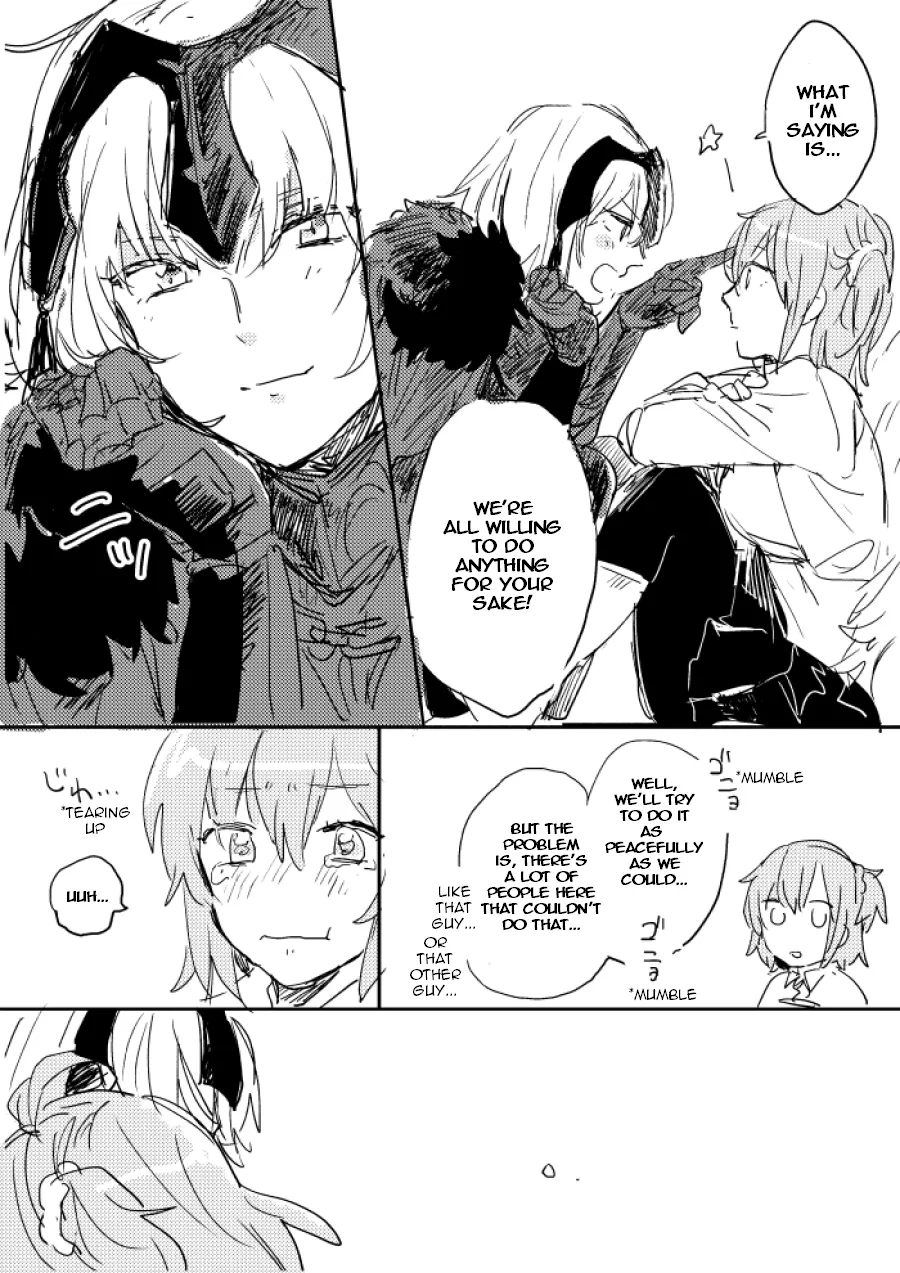 WHAT
I'M
SAYING
IS...
WE'RE
ALL WILLING
TO DO
ANYTHING
FOR YOUR
SAKE!
ゴニョ
*MUMBLE
WELL,
WE'LL TRY
TO DO IT
AS
PEACEFULLY
AS WE
COULD...
BUT THE
PROBLEM
IS, THERE'S
A LOT OF
PEOPLE HERE
THAT COULDN'T
DO THAT...
LIKE
THAT
GUY...
OR
THAT
OTHER
GUY...
ゴニョ
*MUMBLE
じわ...
*TEARING
UP
UUH...